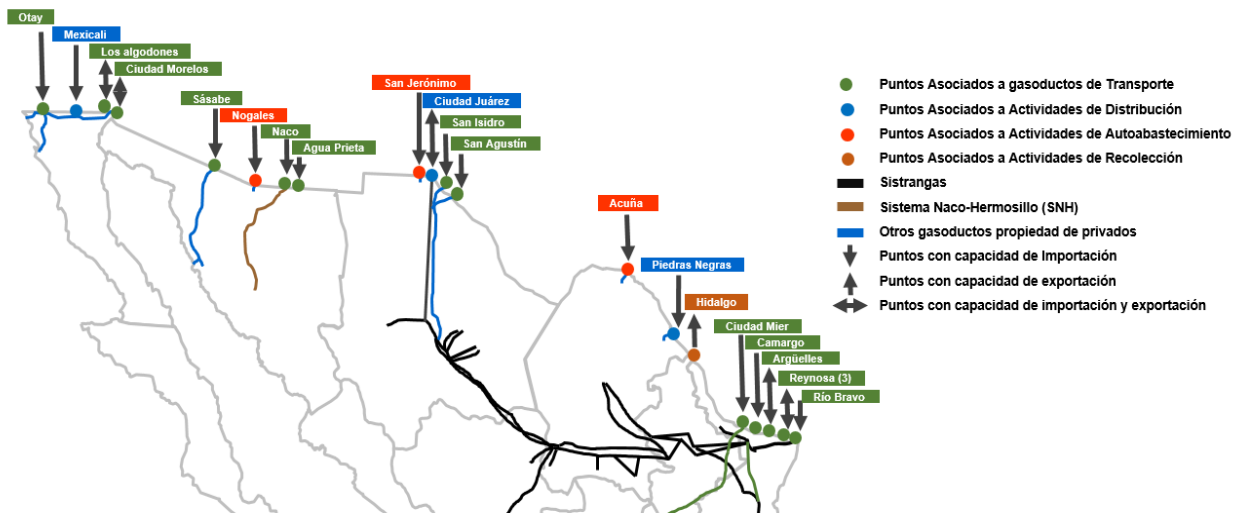 Otay
Mexicali
Los algodones
Ciudad Morelos
Sásabe
Nogales
Naco
Agua Prieta
San Jerónimo
Ciudad Juárez
San Isidro
San Agustín
Acuña
Piedras Negras
Hidalgo
Ciudad Mier
Camargo
Argüelles
Reynosa (3)
Río Bravo
Puntos Asociados a gasoductos de Transporte
Puntos Asociados a Actividades de Distribución
Puntos Asociados a Actividades de Autoabastecimiento
Puntos Asociados a Actividades de Recolección
Sistrangas
Sistema Naco-Hermosillo (SNH)
Otros gasoductos propiedad de privados
Puntos con capacidad de Importación
Puntos con capacidad de exportación
Puntos con capacidad de importación y exportación